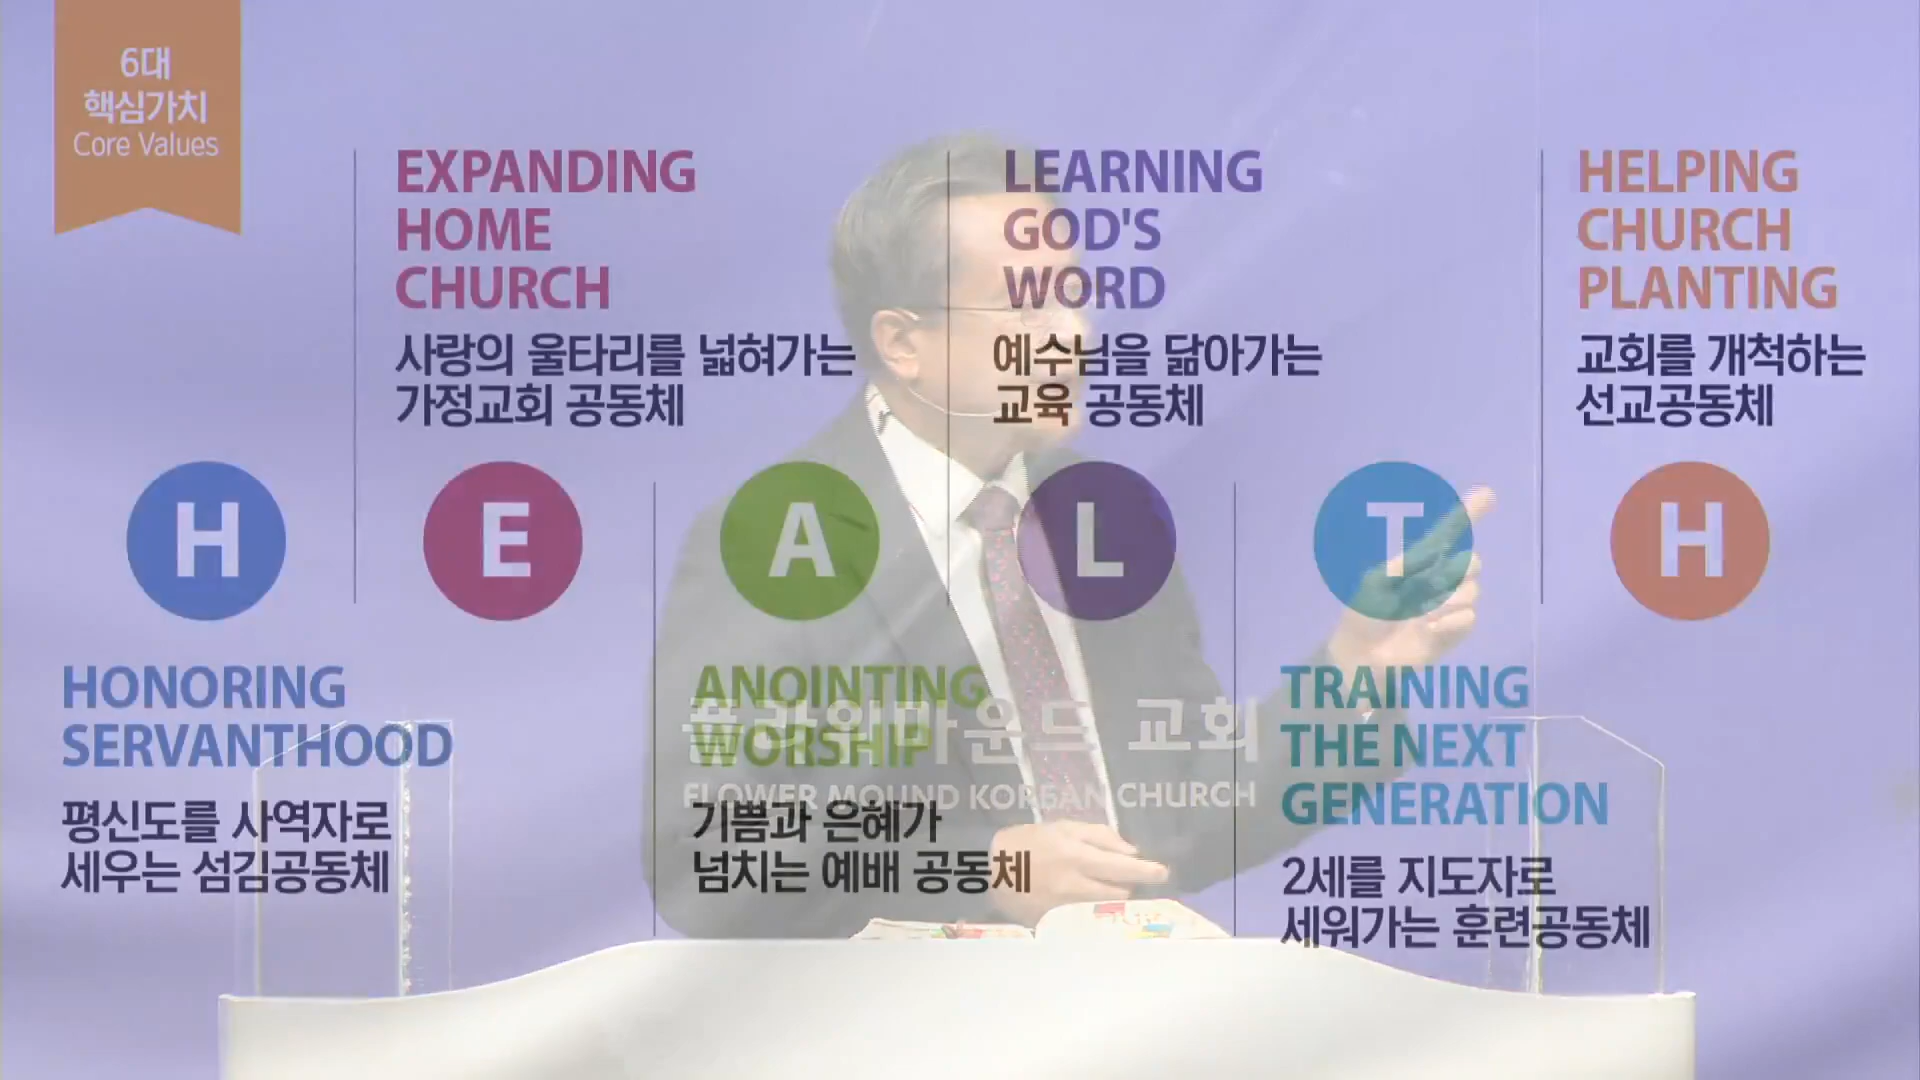 6대
핵심가치
Core Values
EXPANDING
HOME
CHURCH
사랑의 울타리를 넓혀가는
가정교회 공동체
LEARNING
GOD'S
WORD
예수님을 닮아가는
교육 공동체
HELPING
CHURCH
PLANTING
교회를 개척하는
선교공동체
H E A L T H
HONORING
SERVANTHOOD
평신도를 사역자로
세우는 섬김공동체
ANOINTING
WORSHIP
기쁨과 은혜가
넘치는 예배 공동체
TRAINING
THE NEXT
GENERATION
2세를 지도자로
세워가는 훈련공동체
플라워마운드 교회
FLOWER MOUND KOREAN CHURCH